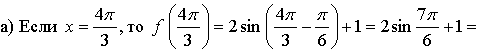 а) Если x = 4π/3, то f(4π/3) = 2 sin (4π/3 − π/6) + 1 = 2 sin 7π/6 + 1 =